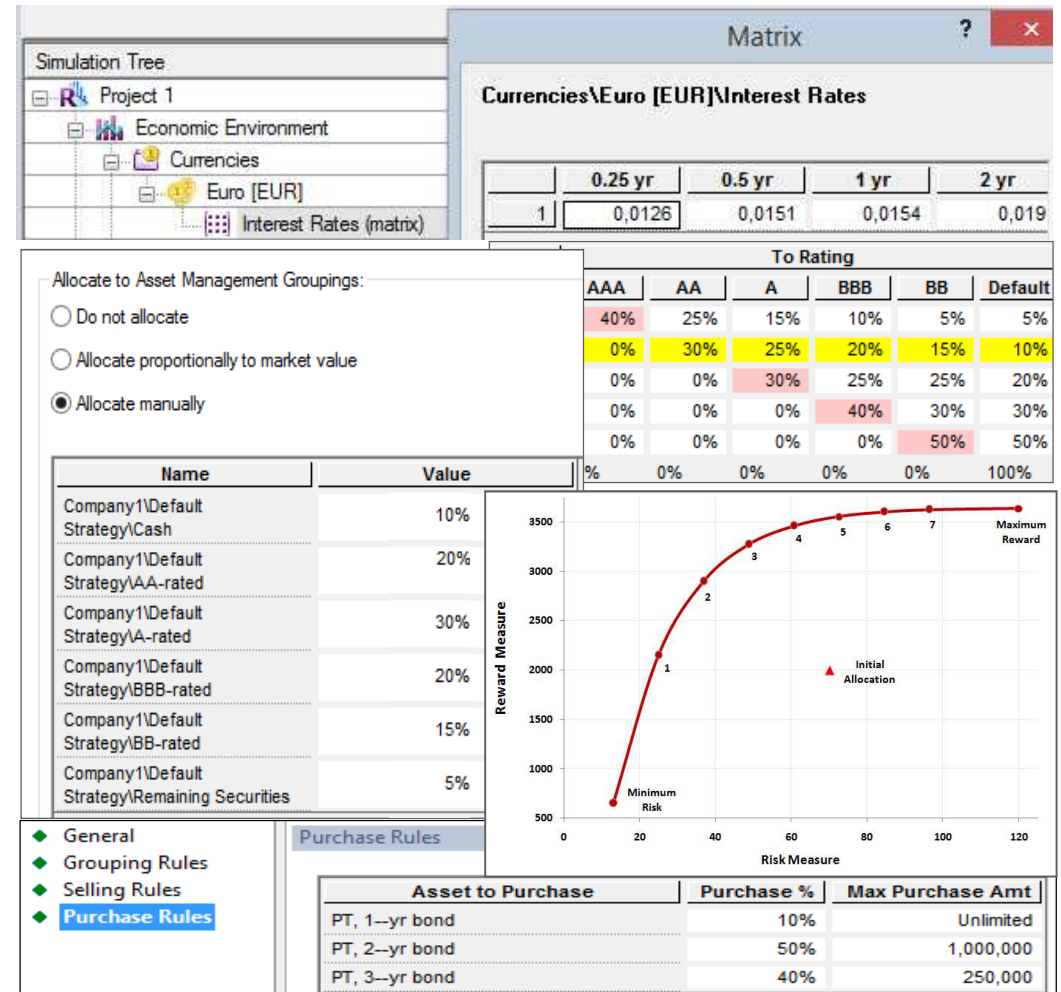 Simulation Tree
Project 1
Economic Environment
Currencies
Euro [EUR]
Interest Rates (matrix)
Matrix ? ×
Currencies\Euro [EUR]\Interest Rates
0.25 yr 0.5 yr 1 yr 2 yr
1 0,0126 0,0151 0,0154 0,019
To Rating
AAA AA A BBB BB Default
40% 25% 15% 10% 5% 5%
0% 30% 25% 20% 15% 10%
0% 0% 30% 25% 25% 20%
0% 0% 0% 40% 30% 30%
0% 0% 0% 0% 50% 50%
% 0% 0% 0% 0% 100%
Allocate to Asset Management Groupings:
Do not allocate
Allocate proportionally to market value
Allocate manually
Name Value
Company1\Default
Strategy\Cash 10%
Company1\Default
Strategy\AA-rated 20%
Company1\Default
Strategy\A-rated 30%
Company1\Default
Strategy\BBB-rated 20%
Company1\Default
Strategy\BB-rated 15%
Company1\Default
Strategy\Remaining Securities 5%
Reward Measure
3500
3000
2500
2000
1500
1000
500
0 20 40 60 80 100 120
Risk Measure
Minimum
Risk
1
2
3
4
5
6
7
Maximum
Reward
Initial
Allocation
General
Grouping Rules
Selling Rules
Purchase Rules
Purchase Rules
Asset to Purchase Purchase % Max Purchase Amt
PT, 1--yr bond 10% Unlimited
PT, 2--yr bond 50% 1,000,000
PT, 3--yr bond 40% 250,000